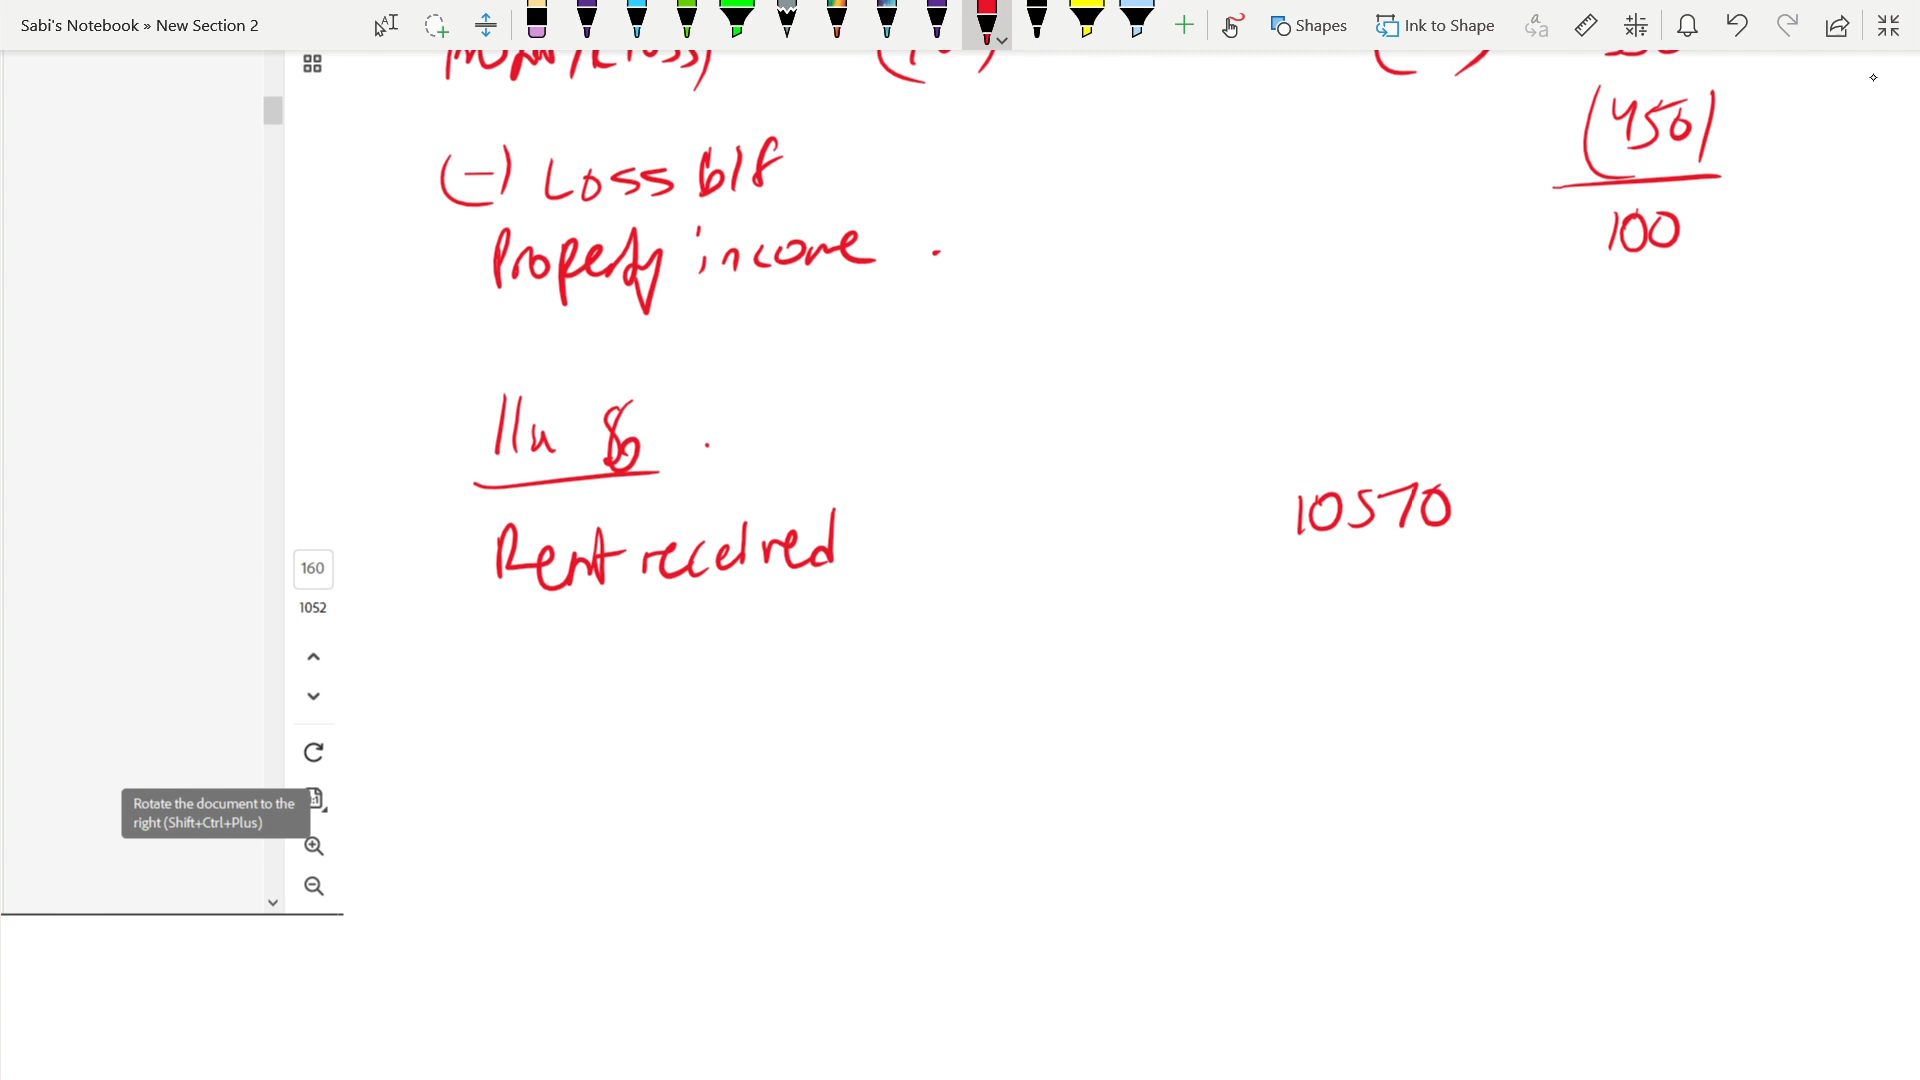 Sabi's Notebook » New Section 2
Shapes
Ink to Shape
(450)
(-) Loss b/f
100
Property income .
Illu 8
10570
Rent received
160
1052
Rotate the document to the
right (Shift+Ctrl+Plus)